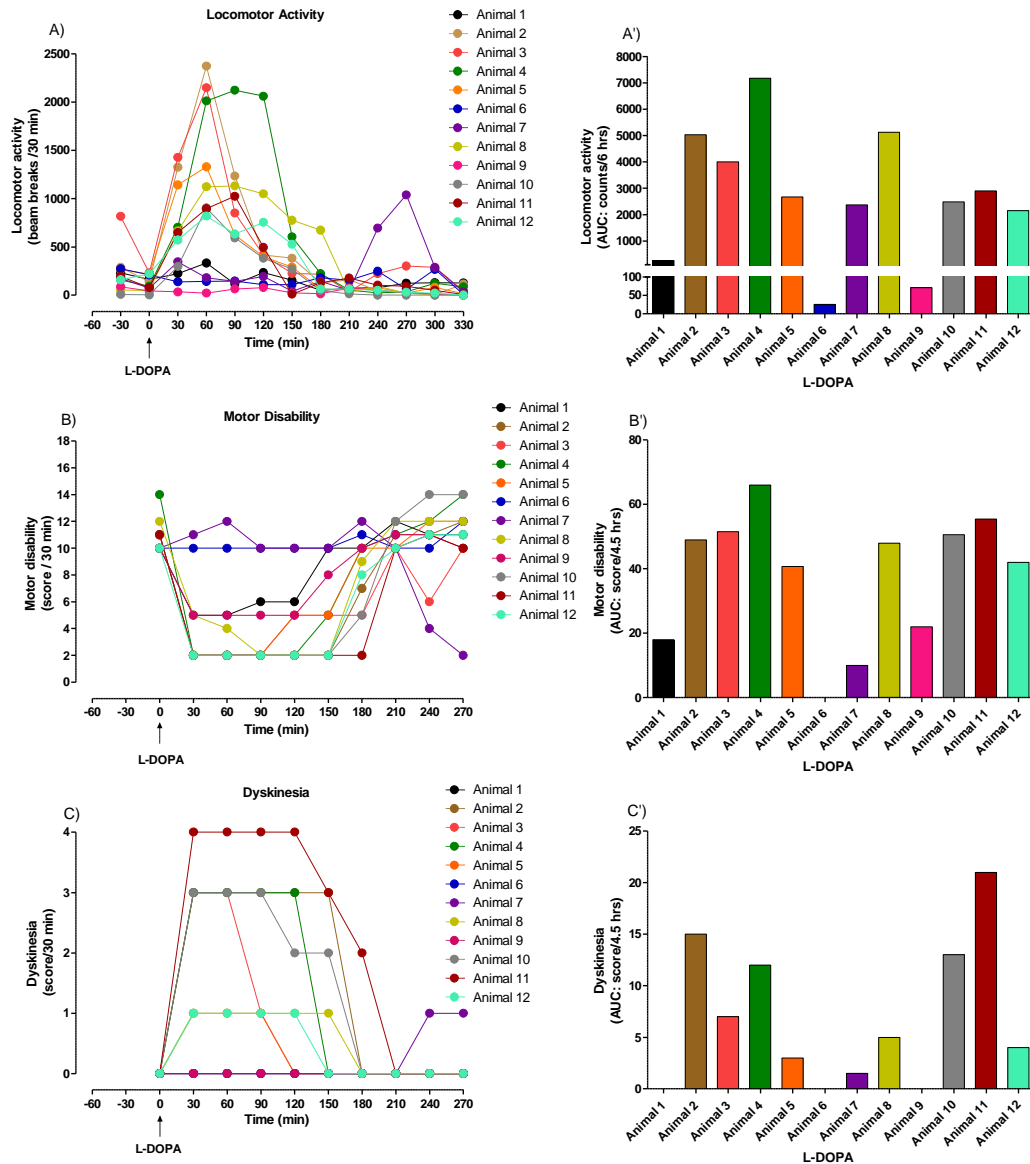 A)
Locomotor Activity
2500
2000
1500
1000
500
0
Locomotor activity
(beam breaks /30 min)
-60 -30 0 30 60 90 120 150 180 210 240 270 300 330
Time (min)
L-DOPA
Animal 1
Animal 2
Animal 3
Animal 4
Animal 5
Animal 6
Animal 7
Animal 8
Animal 9
Animal 10
Animal 11
Animal 12
A')
8000
7000
6000
5000
4000
3000
2000
1000
100
50
0
Locomotor activity
(AUC: counts/6 hrs)
Animal 1 Animal 2 Animal 3 Animal 4 Animal 5 Animal 6 Animal 7 Animal 8 Animal 9 Animal 10 Animal 11 Animal 12
L-DOPA
B)
Motor Disability
18
16
14
12
10
8
6
4
2
0
Motor disability
(score / 30 min)
-60 -30 0 30 60 90 120 150 180 210 240 270
Time (min)
L-DOPA
Animal 1
Animal 2
Animal 3
Animal 4
Animal 5
Animal 6
Animal 7
Animal 8
Animal 9
Animal 10
Animal 11
Animal 12
B')
80
60
40
20
0
Motor disability
(AUC: score/4.5 hrs)
Animal 1 Animal 2 Animal 3 Animal 4 Animal 5 Animal 6 Animal 7 Animal 8 Animal 9 Animal 10 Animal 11 Animal 12
L-DOPA
C)
Dyskinesia
4
3
2
1
0
Dyskinesia
(score/30 min)
-60 -30 0 30 60 90 120 150 180 210 240 270
Time (min)
L-DOPA
Animal 1
Animal 2
Animal 3
Animal 4
Animal 5
Animal 6
Animal 7
Animal 8
Animal 9
Animal 10
Animal 11
Animal 12
C')
25
20
15
10
5
0
Dyskinesia
(AUC: score/4.5 hrs)
Animal 1 Animal 2 Animal 3 Animal 4 Animal 5 Animal 6 Animal 7 Animal 8 Animal 9 Animal 10 Animal 11 Animal 12
L-DOPA